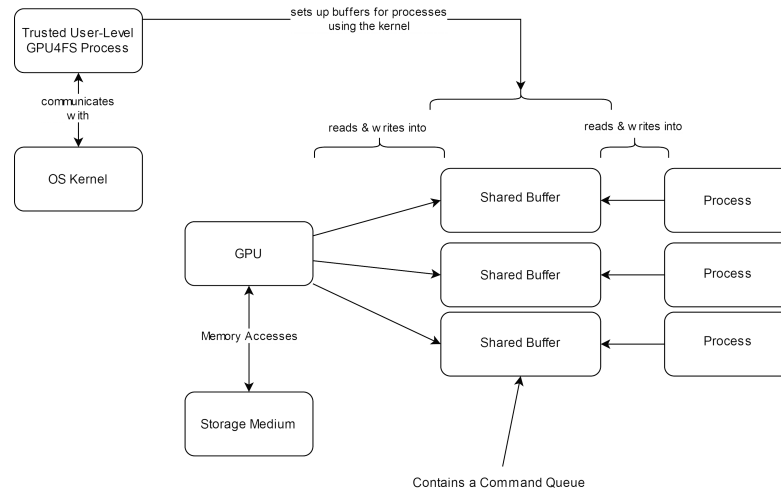 Trusted User-Level
GPU4FS Process
sets up buffers for processes
using the kernel
communicates
with
OS Kernel
reads & writes into
reads & writes into
Shared Buffer
Process
GPU
Shared Buffer
Process
Memory Accesses
Shared Buffer
Process
Storage Medium
Contains a Command Queue